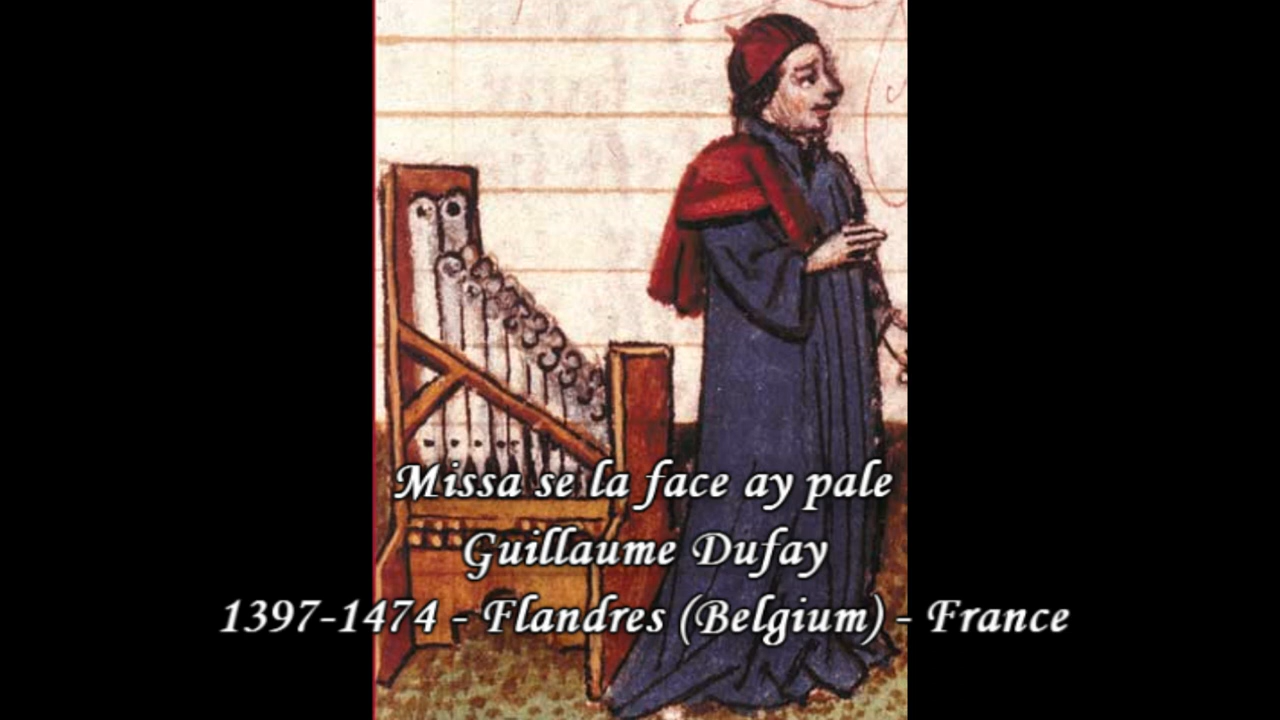 Missa se la face ay pale
Guillaume Dufay
1397-1474 - Flandres (Belgium) - France